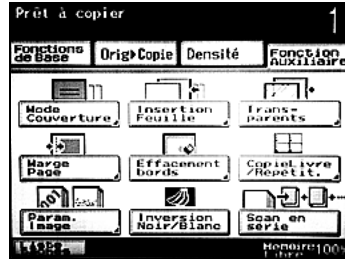 Prêt à copier
1
Fonctions de Base
Orig▸Copie
Densité
Fonction Auxiliaire
Mode Couverture
Insertion Feuille
Trans-parents
Marge Page
Effacement bords
CopieLivre /Répétit.
Param. Image
Inversion Noir/Blanc
Scan en série
Mémoire Libre 100%